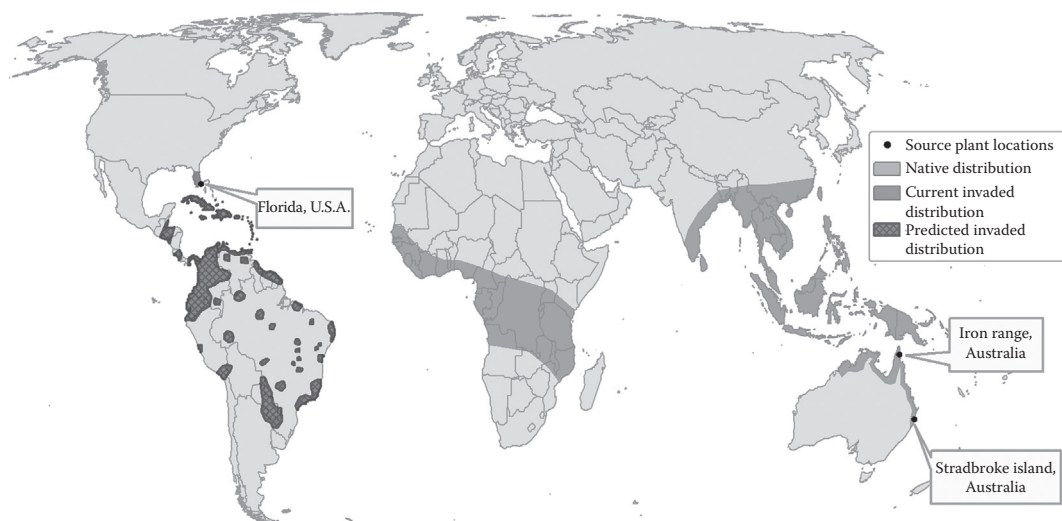 Source plant locations
Native distribution
Current invaded
distribution
Predicted invaded
distribution
Florida, U.S.A.
Iron range,
Australia
Stradbroke island,
Australia